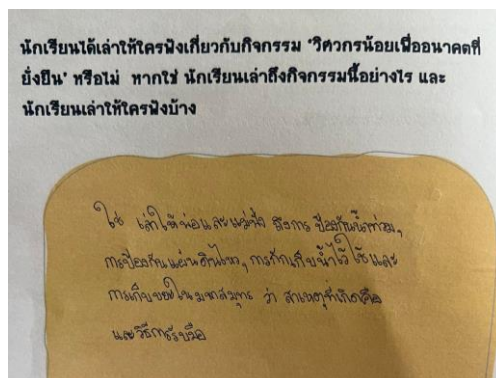 นักเรียนได้เล่าให้ใครฟังเกี่ยวกับกิจกรรม ‘วิศวกรน้อยเพื่ออนาคตที่
ยั่งยืน’ หรือไม่ หากใช่ นักเรียนเล่าถึงกิจกรรมนี้อย่างไร และ
นักเรียนเล่าให้ใครฟังบ้าง
ใช่ เล่าให้พ่อและแม่ฟัง ถึงการ ป้องกันน้ำท่วม,
การป้องกันแผ่นดินไหว, การกักเก็บน้ำไว้ใช้และ
การเก็บของในมหาสมุทร ว่า สาเหตุที่เกิดคือ
และวิธีการรับมือ